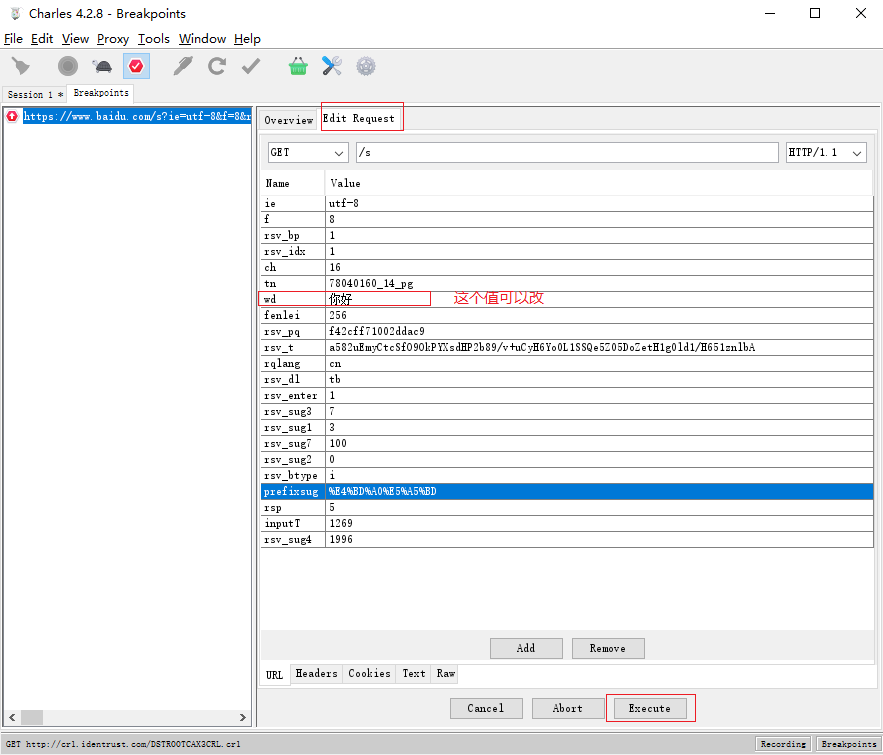 Charles 4.2.8 - Breakpoints
File Edit View Proxy Tools Window Help
Session 1 * Breakpoints
https://www.baidu.com/s?ie=utf-8&f=8&r
Overview Edit Request
GET /s HTTP/1.1
Name Value
ie utf-8
f 8
rsv_bp 1
rsv_idx 1
ch 16
tn 78040160_14_pg
wd 你好 这个值可以改
fenlei 256
rsv_pq f42cff71002ddac9
rsv_t a582uEmyCtcSfO9OkPYXsdHP2b89/v+uCyH6YoOL1SSQe5Z05DoZetH1g0ld1/H651znlbA
rqlang cn
rsv_dl tb
rsv_enter 1
rsv_sug3 7
rsv_sug1 3
rsv_sug7 100
rsv_sug2 0
rsv_btype i
prefixsug %E4%BD%A0%E5%A5%BD
rsp 5
inputT 1269
rsv_sug4 1996
Add Remove
URL Headers Cookies Text Raw
Cancel Abort Execute
GET http://crl.identrust.com/DSTROOTCAX3CRL.crl Recording Breakpoints